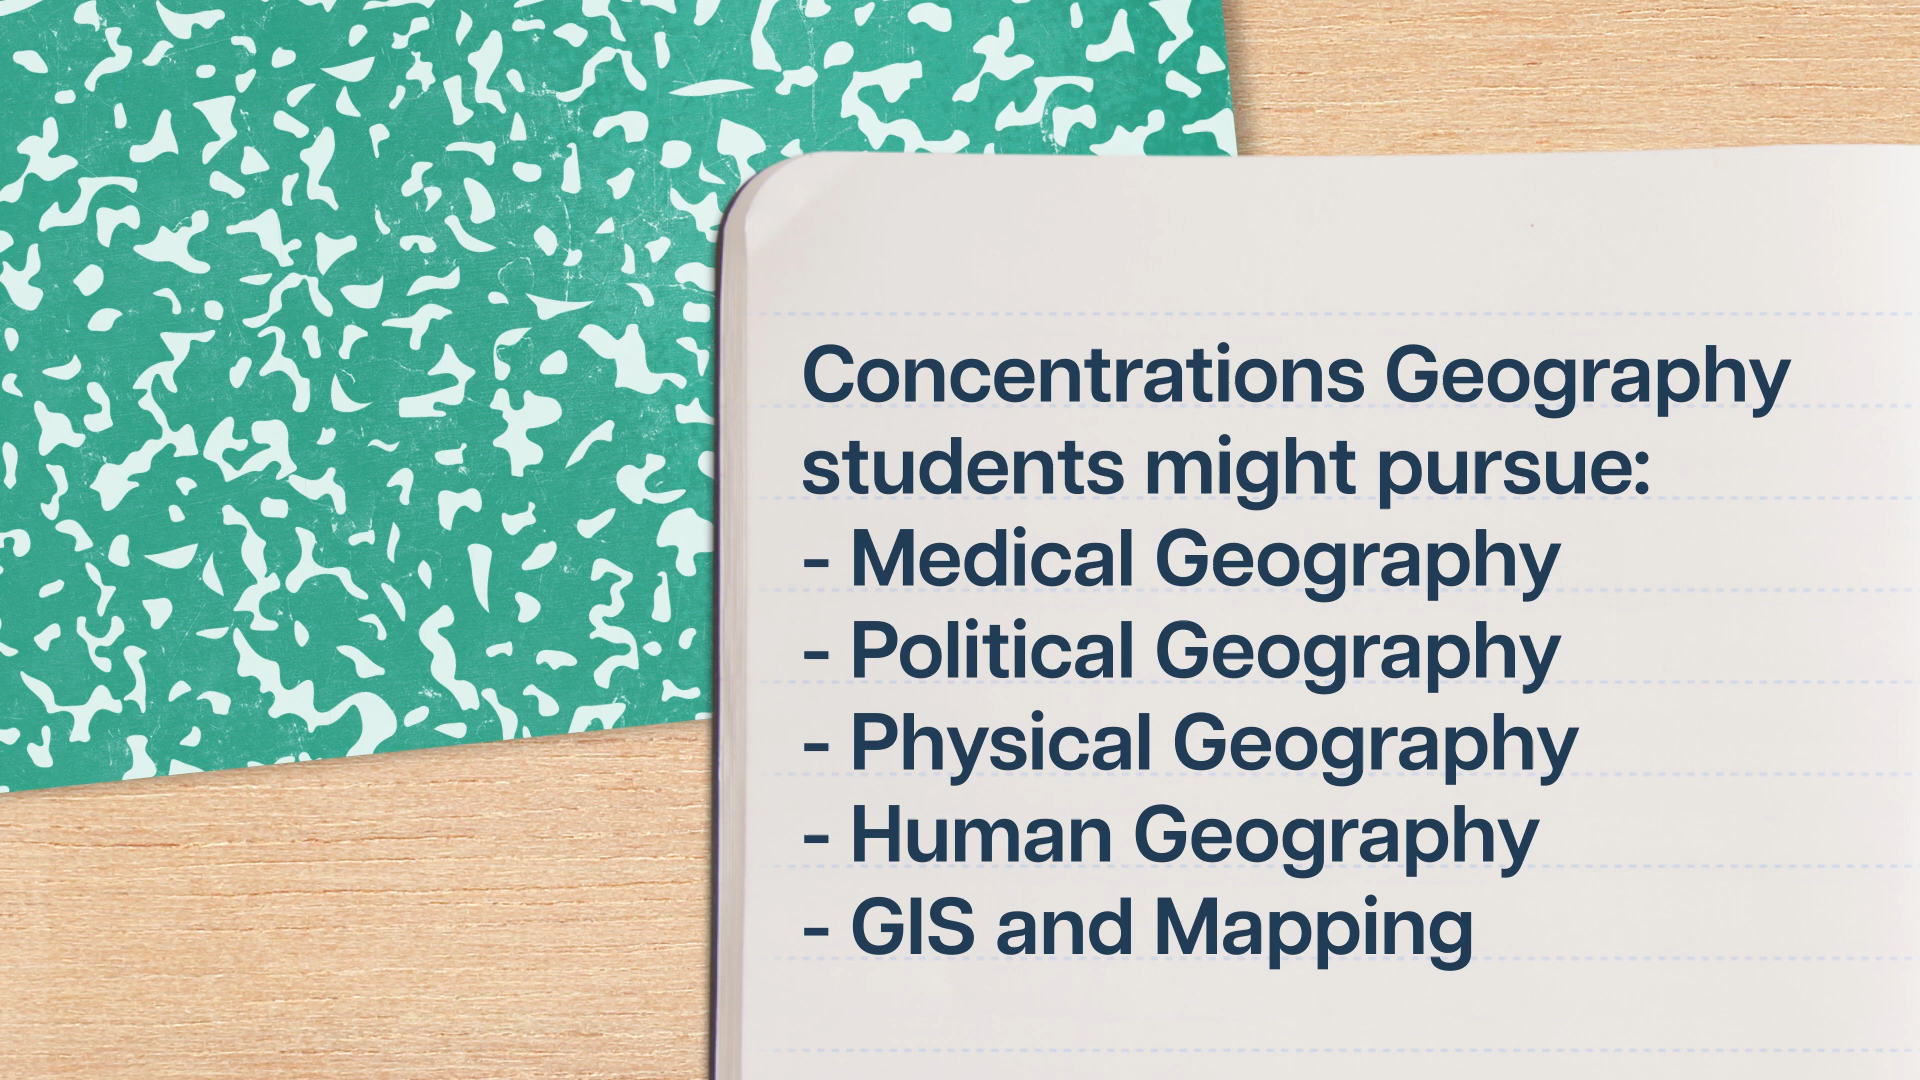 Concentrations Geography
students might pursue:
- Medical Geography
- Political Geography
- Physical Geography
- Human Geography
- GIS and Mapping